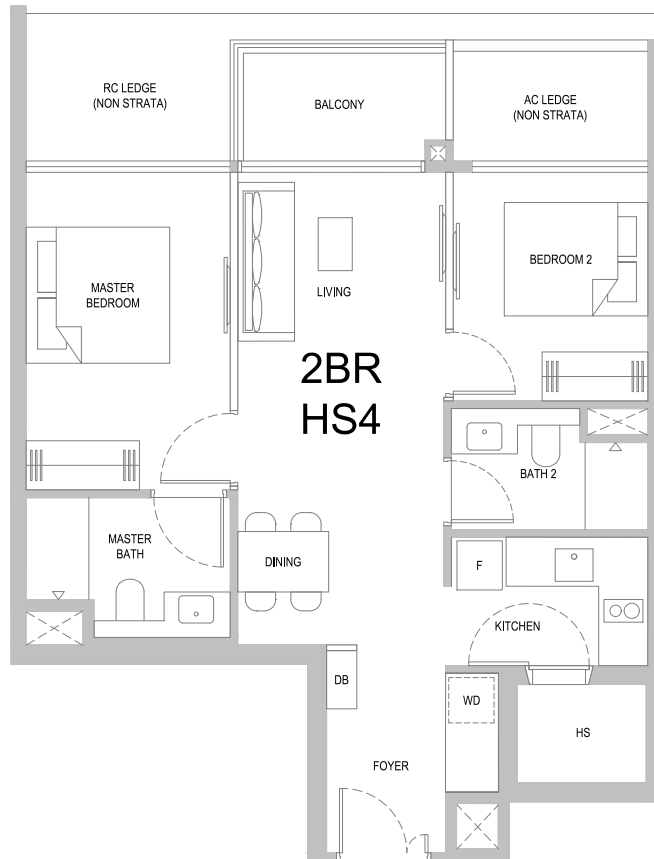 RC LEDGE
(NON STRATA)
BALCONY
AC LEDGE
(NON STRATA)
MASTER
BEDROOM
LIVING
BEDROOM 2
2BR
HS4
BATH 2
MASTER
BATH
DINING
F
KITCHEN
DB
WD
HS
FOYER